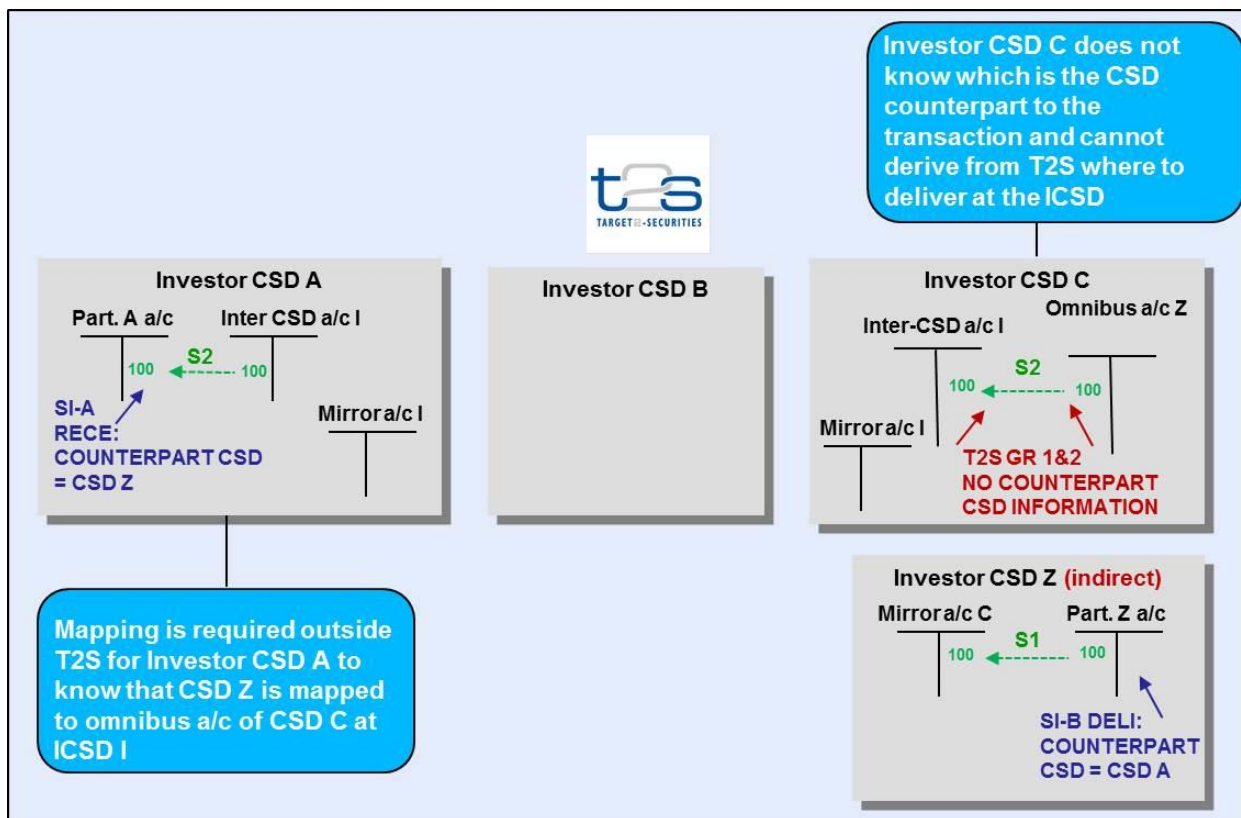 Investor CSD C does not
know which is the CSD
counterpart to the
transaction and cannot
derive from T2S where to
deliver at the ICSD
t2s
TARGET2-SECURITIES
Investor CSD A
Part. A a/c
Inter CSD a/c I
100
S2
100
SI-A
RECE:
COUNTERPART CSD
= CSD Z
Mirror a/c I
Investor CSD B
Investor CSD C
Omnibus a/c Z
Inter-CSD a/c I
S2
100
100
Mirror a/c I
T2S GR 1&2
NO COUNTERPART
CSD INFORMATION
Mapping is required outside
T2S for Investor CSD A to
know that CSD Z is mapped
to omnibus a/c of CSD C at
ICSD I
Investor CSD Z (indirect)
Mirror a/c C
Part. Z a/c
S1
100
100
SI-B DELI:
COUNTERPART
CSD = CSD A